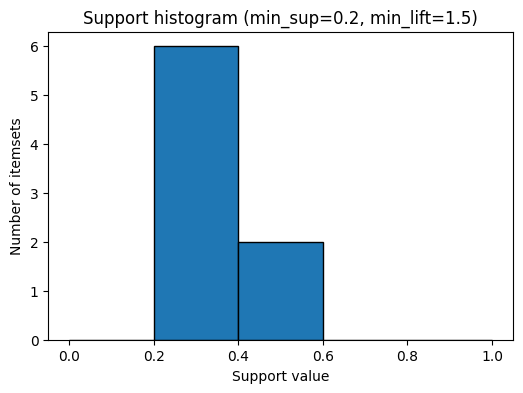 Support histogram (min_sup=0.2, min_lift=1.5)
6
5
4
3
2
1
0
Number of itemsets
0.0 0.2 0.4 0.6 0.8 1.0
Support value